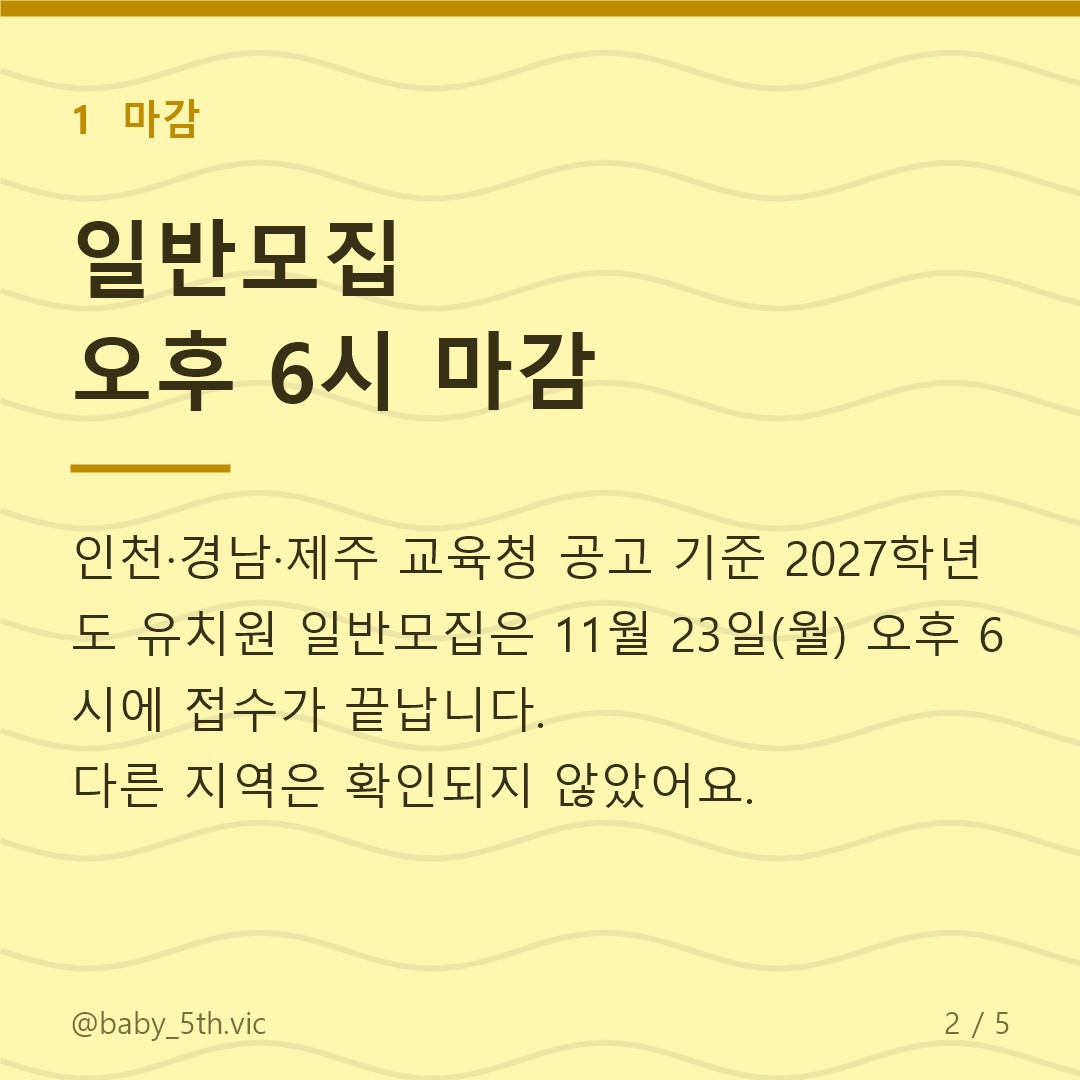 1 마감
일반모집
오후 6시 마감
인천·경남·제주 교육청 공고 기준 2027학년
도 유치원 일반모집은 11월 23일(월) 오후 6
시에 접수가 끝납니다.
다른 지역은 확인되지 않았어요.
@baby_5th.vic
2 / 5